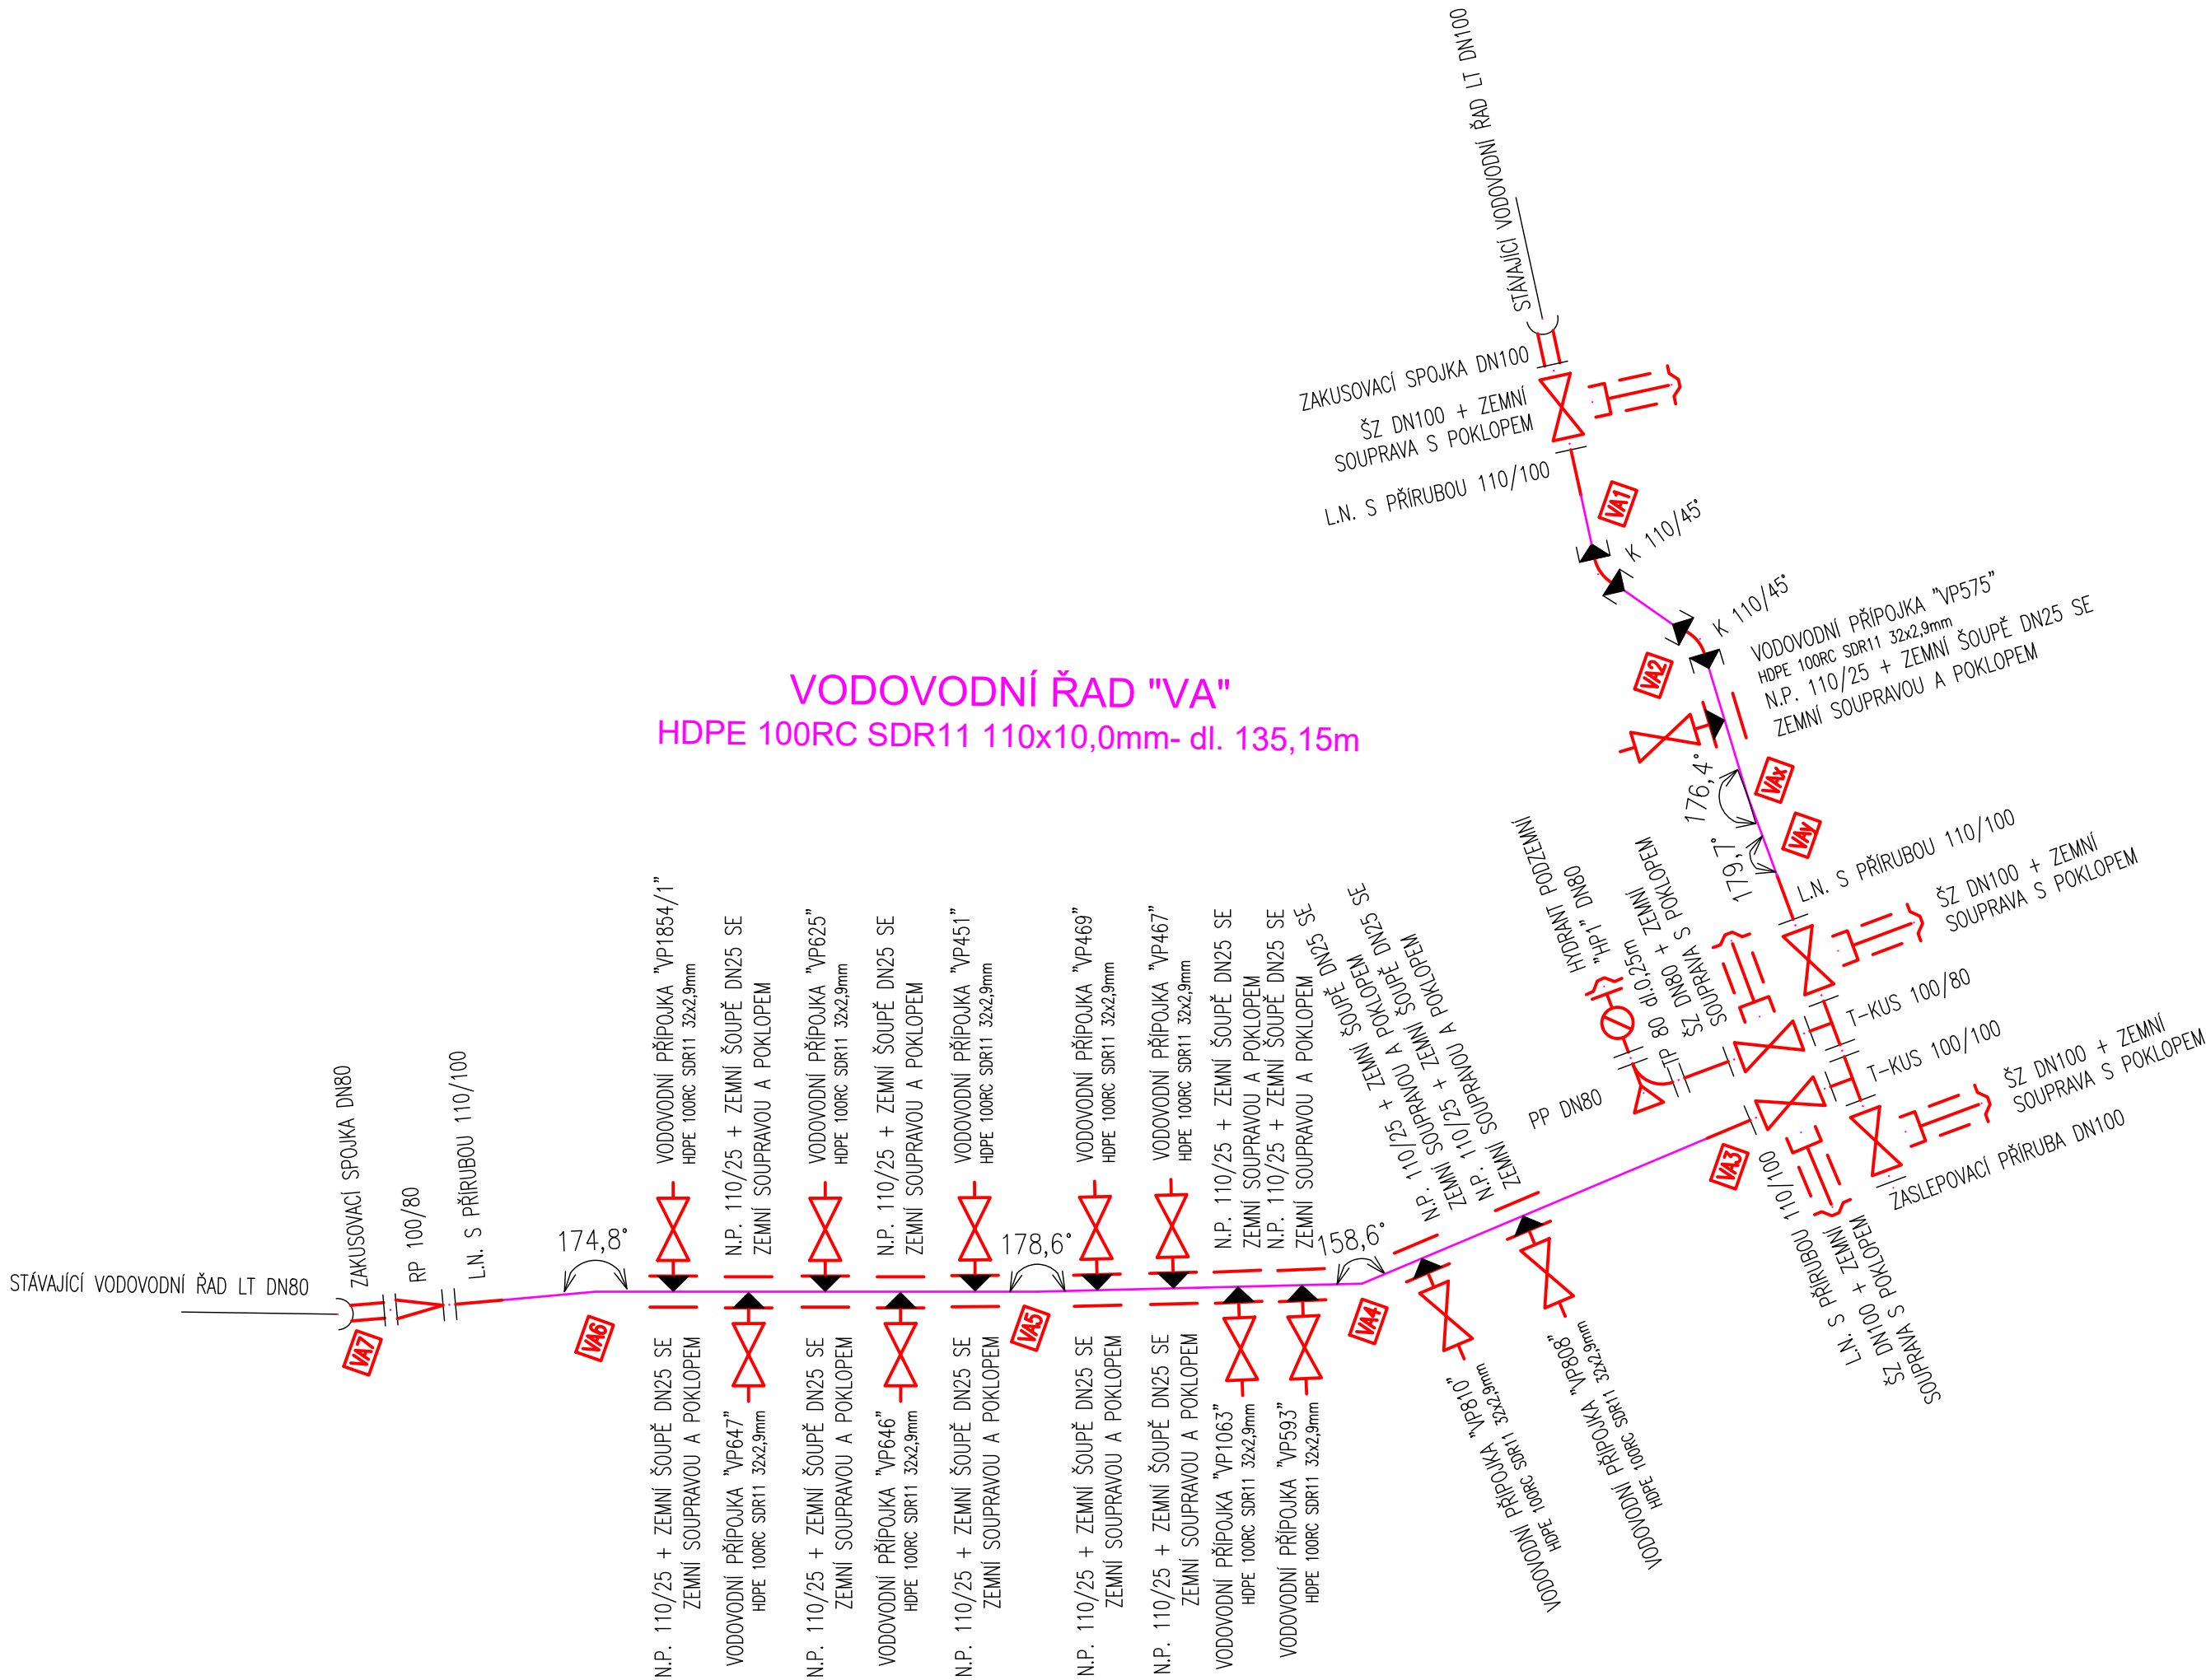 STÁVAJÍCÍ VODOVODNÍ ŘAD LT DN100
ZAKUSOVACÍ SPOJKA DN100
ŠZ DN100 + ZEMNÍ
SOUPRAVA S POKLOPEM
L.N. S PŘÍRUBOU 110/100
VA1
K 110/45°
K 110/45°
VA2
VODOVODNÍ PŘÍPOJKA "VP575"
HDPE 100RC SDR11 32x2,9mm
N.P. 110/25 + ZEMNÍ ŠOUPĚ DN25 SE
ZEMNÍ SOUPRAVOU A POKLOPEM
VODOVODNÍ ŘAD "VA"
HDPE 100RC SDR11 110x10,0mm- dl. 135,15m
176,4°
VAx
VAy
179,7°
L.N. S PŘÍRUBOU 110/100
ŠZ DN100 + ZEMNÍ
SOUPRAVA S POKLOPEM
HYDRANT PODZEMNÍ
"HP1" DN80
TP 80 dl.0,25m
ŠZ DN80 + ZEMNÍ
SOUPRAVA S POKLOPEM
T-KUS 100/80
T-KUS 100/100
ŠZ DN100 + ZEMNÍ
SOUPRAVA S POKLOPEM
PP DN80
ZASLEPOVACÍ PŘÍRUBA DN100
VA3
L.N. S PŘÍRUBOU 110/100
ŠZ DN100 + ZEMNÍ
SOUPRAVA S POKLOPEM
STÁVAJÍCÍ VODOVODNÍ ŘAD LT DN80
ZAKUSOVACÍ SPOJKA DN80
RP 100/80
L.N. S PŘÍRUBOU 110/100
VA7
174,8°
VA6
VODOVODNÍ PŘÍPOJKA "VP1854/1"
HDPE 100RC SDR11 32x2,9mm
N.P. 110/25 + ZEMNÍ ŠOUPĚ DN25 SE
ZEMNÍ SOUPRAVOU A POKLOPEM
VODOVODNÍ PŘÍPOJKA "VP625"
HDPE 100RC SDR11 32x2,9mm
N.P. 110/25 + ZEMNÍ ŠOUPĚ DN25 SE
ZEMNÍ SOUPRAVOU A POKLOPEM
VODOVODNÍ PŘÍPOJKA "VP451"
HDPE 100RC SDR11 32x2,9mm
178,6°
VA5
VODOVODNÍ PŘÍPOJKA "VP469"
HDPE 100RC SDR11 32x2,9mm
VODOVODNÍ PŘÍPOJKA "VP467"
HDPE 100RC SDR11 32x2,9mm
N.P. 110/25 + ZEMNÍ ŠOUPĚ DN25 SE
ZEMNÍ SOUPRAVOU A POKLOPEM
N.P. 110/25 + ZEMNÍ ŠOUPĚ DN25 SE
ZEMNÍ SOUPRAVOU A POKLOPEM
158,6°
VA4
N.P. 110/25 + ZEMNÍ ŠOUPĚ DN25 SE
ZEMNÍ SOUPRAVOU A POKLOPEM
N.P. 110/25 + ZEMNÍ ŠOUPĚ DN25 SE
ZEMNÍ SOUPRAVOU A POKLOPEM
N.P. 110/25 + ZEMNÍ ŠOUPĚ DN25 SE
ZEMNÍ SOUPRAVOU A POKLOPEM
VODOVODNÍ PŘÍPOJKA "VP647"
HDPE 100RC SDR11 32x2,9mm
N.P. 110/25 + ZEMNÍ ŠOUPĚ DN25 SE
ZEMNÍ SOUPRAVOU A POKLOPEM
VODOVODNÍ PŘÍPOJKA "VP646"
HDPE 100RC SDR11 32x2,9mm
N.P. 110/25 + ZEMNÍ ŠOUPĚ DN25 SE
ZEMNÍ SOUPRAVOU A POKLOPEM
N.P. 110/25 + ZEMNÍ ŠOUPĚ DN25 SE
ZEMNÍ SOUPRAVOU A POKLOPEM
N.P. 110/25 + ZEMNÍ ŠOUPĚ DN25 SE
ZEMNÍ SOUPRAVOU A POKLOPEM
VODOVODNÍ PŘÍPOJKA "VP1063"
HDPE 100RC SDR11 32x2,9mm
VODOVODNÍ PŘÍPOJKA "VP593"
HDPE 100RC SDR11 32x2,9mm
VODOVODNÍ PŘÍPOJKA "VP810"
HDPE 100RC SDR11 32x2,9mm
VODOVODNÍ PŘÍPOJKA "VP808"
HDPE 100RC SDR11 32x2,9mm